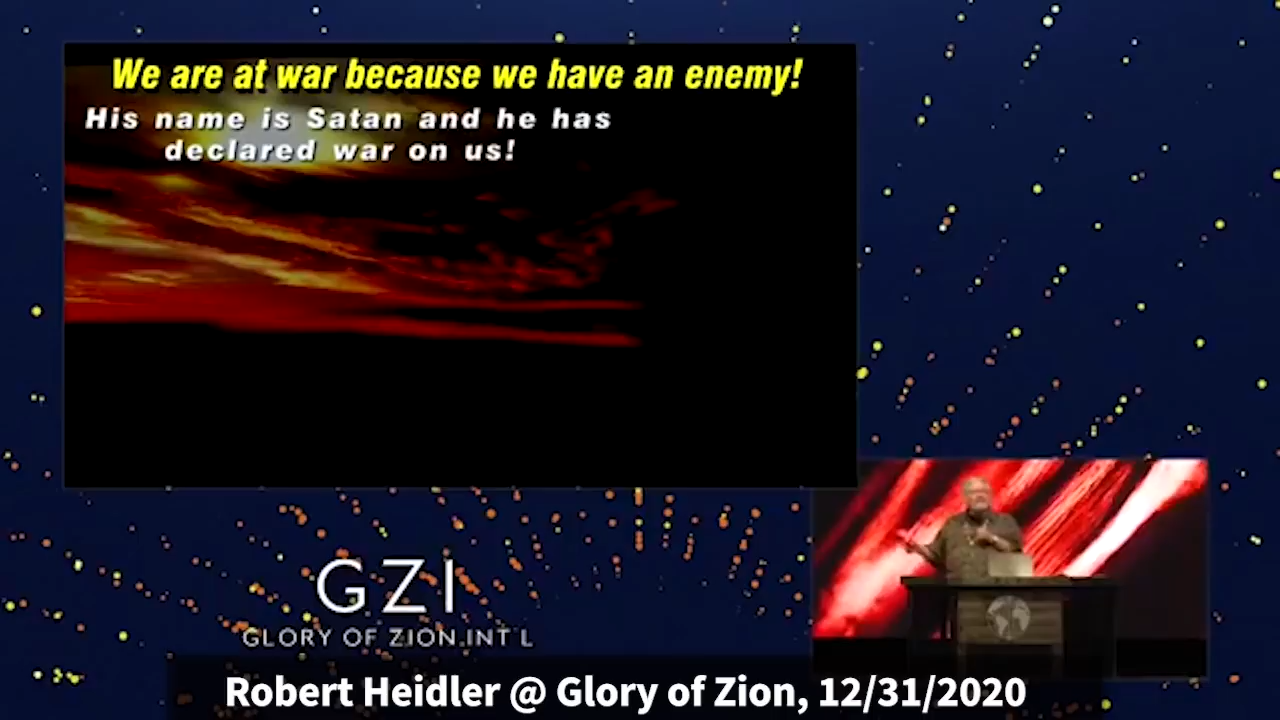 We are at war because we have an enemy!
His name is Satan and he has
declared war on us!
GZI
GLORY OF ZION INT'L
Robert Heidler @ Glory of Zion, 12/31/2020